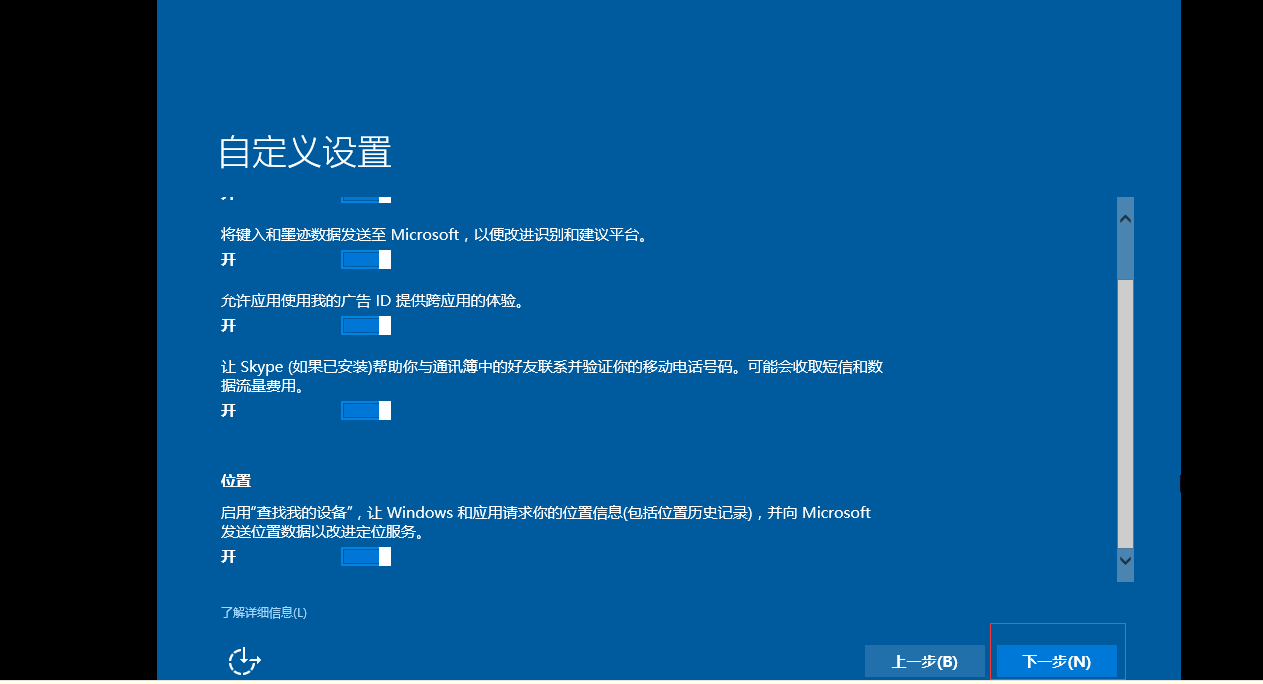 自定义设置
将键入和墨迹数据发送至 Microsoft，以便改进识别和建议平台。
开
允许应用使用我的广告 ID 提供跨应用的体验。
开
让 Skype (如果已安装)帮助你与通讯簿中的好友联系并验证你的移动电话号码。可能会收取短信和数
据流量费用。
开
位置
启用“查找我的设备”，让 Windows 和应用请求你的位置信息(包括位置历史记录)，并向 Microsoft
发送位置数据以改进定位服务。
开
了解详细信息(L)
上一步(B)
下一步(N)